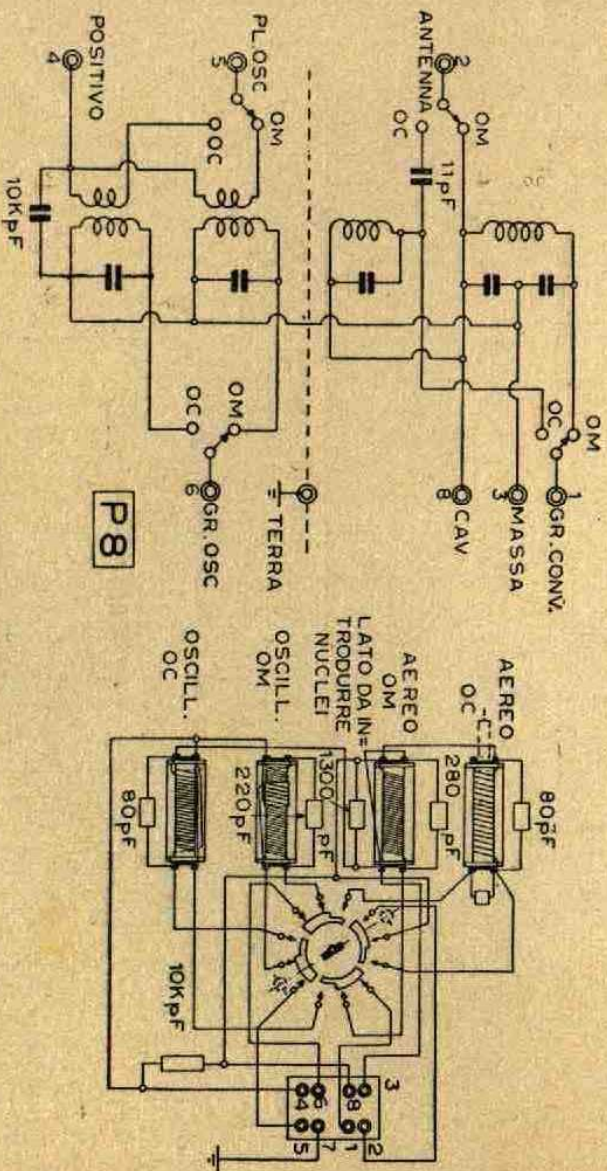 2
ANTENNA
OM
OC
11pF
OM
OC
1
GR. CONV.
3
MASSA
8
CAV
TERRA
PL.OSC
5
OM
OC
POSITIVO
4
10KpF
OM
OC
6
GR.OSC
P8
AEREO
OC
-C-
80pF
AEREO
OM
280
pF
LATO DA IN=
TRODURRE
NUCLEI
1300
pF
OSCILL.
OM
220pF
OSCILL.
OC
80pF
10KpF
3
2
8
1
6
7
4
5